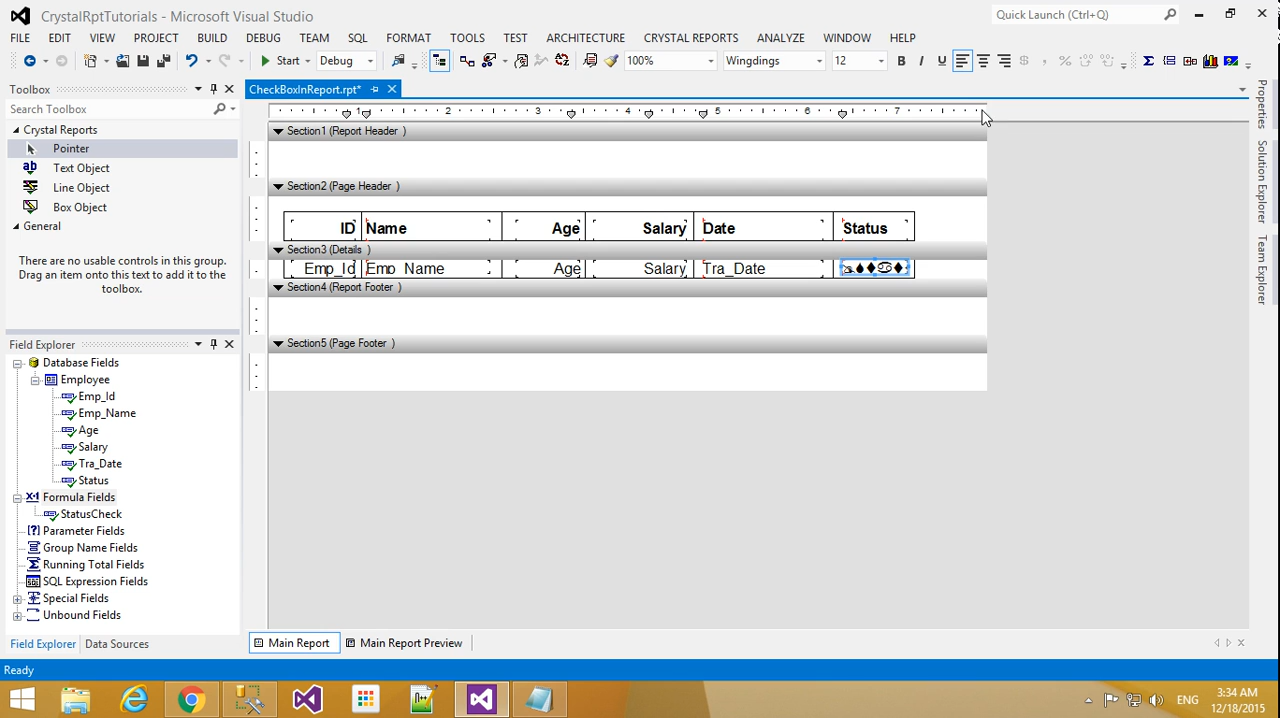 CrystalRptTutorials - Microsoft Visual Studio
Quick Launch (Ctrl+Q)
FILE EDIT VIEW PROJECT BUILD DEBUG TEAM SQL FORMAT TOOLS TEST ARCHITECTURE CRYSTAL REPORTS ANALYZE WINDOW HELP
Start Debug 100% Wingdings 12 B I U $ , %
Toolbox
CheckBoxInReport.rpt*
Search Toolbox
1 2 3 4 5 6 7
Crystal Reports
Pointer
Text Object
Line Object
Box Object
General
There are no usable controls in this group.
Drag an item onto this text to add it to the
toolbox.
Section1 (Report Header )
Section2 (Page Header )
ID Name Age Salary Date Status
Section3 (Details )
Emp_Id Emp_Name Age Salary Tra_Date
Section4 (Report Footer )
Section5 (Page Footer )
Properties
Solution Explorer
Team Explorer
Field Explorer
Database Fields
Employee
Emp_Id
Emp_Name
Age
Salary
Tra_Date
Status
Formula Fields
StatusCheck
Parameter Fields
Group Name Fields
Running Total Fields
SQL Expression Fields
Special Fields
Unbound Fields
Field Explorer Data Sources
Main Report Main Report Preview
Ready
ENG
3:34 AM
12/18/2015